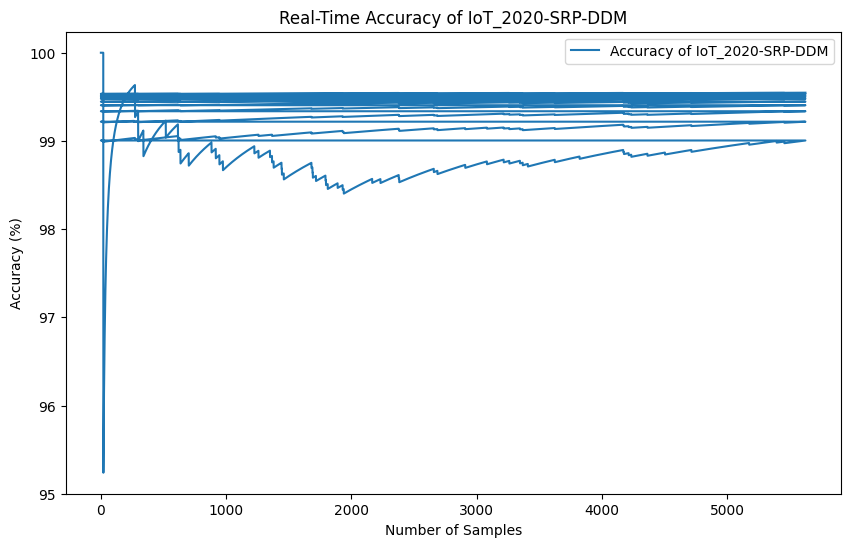 Real-Time Accuracy of IoT_2020-SRP-DDM
Accuracy of IoT_2020-SRP-DDM
Accuracy (%)
100
99
98
97
96
95
0 1000 2000 3000 4000 5000
Number of Samples